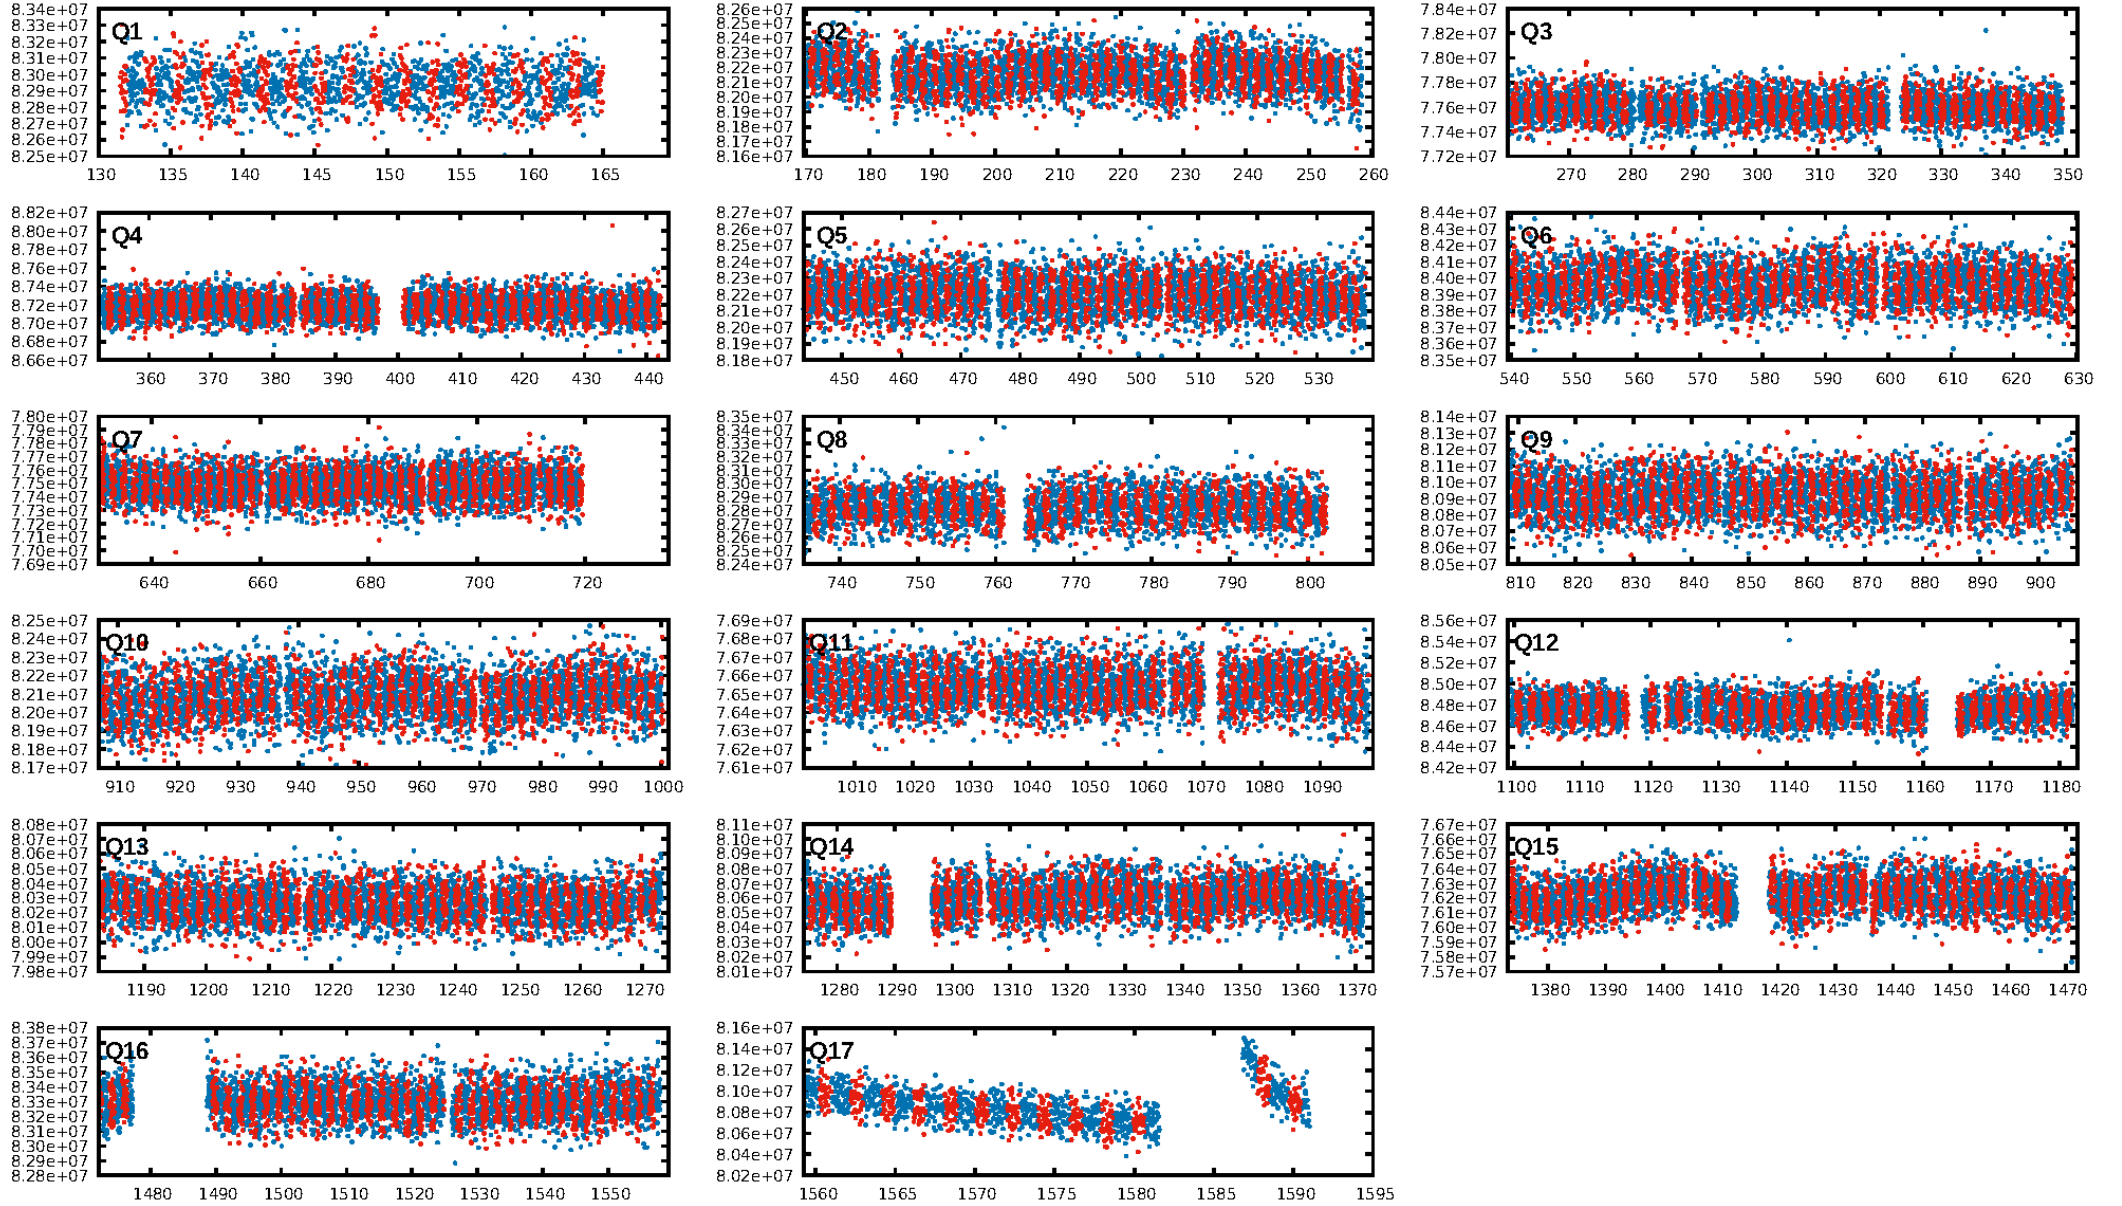 8.34e+07
8.33e+07
8.32e+07
8.31e+07
8.30e+07
8.29e+07
8.28e+07
8.27e+07
8.26e+07
8.25e+07
Q1
130 135 140 145 150 155 160 165
8.26e+07
8.25e+07
8.24e+07
8.23e+07
8.22e+07
8.21e+07
8.20e+07
8.19e+07
8.18e+07
8.17e+07
8.16e+07
Q2
170 180 190 200 210 220 230 240 250 260
7.84e+07
7.82e+07
7.80e+07
7.78e+07
7.76e+07
7.74e+07
7.72e+07
Q3
270 280 290 300 310 320 330 340 350
8.82e+07
8.80e+07
8.78e+07
8.76e+07
8.74e+07
8.72e+07
8.70e+07
8.68e+07
8.66e+07
Q4
360 370 380 390 400 410 420 430 440
8.27e+07
8.26e+07
8.25e+07
8.24e+07
8.23e+07
8.22e+07
8.21e+07
8.20e+07
8.19e+07
8.18e+07
Q5
450 460 470 480 490 500 510 520 530
8.44e+07
8.43e+07
8.42e+07
8.41e+07
8.40e+07
8.39e+07
8.38e+07
8.37e+07
8.36e+07
8.35e+07
Q6
540 550 560 570 580 590 600 610 620 630
7.80e+07
7.79e+07
7.78e+07
7.77e+07
7.76e+07
7.75e+07
7.74e+07
7.73e+07
7.72e+07
7.71e+07
7.70e+07
7.69e+07
Q7
640 660 680 700 720
8.35e+07
8.34e+07
8.33e+07
8.32e+07
8.31e+07
8.30e+07
8.29e+07
8.28e+07
8.27e+07
8.26e+07
8.25e+07
8.24e+07
Q8
740 750 760 770 780 790 800
8.14e+07
8.13e+07
8.12e+07
8.11e+07
8.10e+07
8.09e+07
8.08e+07
8.07e+07
8.06e+07
8.05e+07
Q9
810 820 830 840 850 860 870 880 890 900
8.25e+07
8.24e+07
8.23e+07
8.22e+07
8.21e+07
8.20e+07
8.19e+07
8.18e+07
8.17e+07
Q10
910 920 930 940 950 960 970 980 990 1000
7.69e+07
7.68e+07
7.67e+07
7.66e+07
7.65e+07
7.64e+07
7.63e+07
7.62e+07
7.61e+07
Q11
1010 1020 1030 1040 1050 1060 1070 1080 1090
8.56e+07
8.54e+07
8.52e+07
8.50e+07
8.48e+07
8.46e+07
8.44e+07
8.42e+07
Q12
1100 1110 1120 1130 1140 1150 1160 1170 1180
8.08e+07
8.07e+07
8.06e+07
8.05e+07
8.04e+07
8.03e+07
8.02e+07
8.01e+07
8.00e+07
7.99e+07
7.98e+07
Q13
1190 1200 1210 1220 1230 1240 1250 1260 1270
8.11e+07
8.10e+07
8.09e+07
8.08e+07
8.07e+07
8.06e+07
8.05e+07
8.04e+07
8.03e+07
8.02e+07
8.01e+07
Q14
1280 1290 1300 1310 1320 1330 1340 1350 1360 1370
7.67e+07
7.66e+07
7.65e+07
7.64e+07
7.63e+07
7.62e+07
7.61e+07
7.60e+07
7.59e+07
7.58e+07
7.57e+07
Q15
1380 1390 1400 1410 1420 1430 1440 1450 1460 1470
8.38e+07
8.37e+07
8.36e+07
8.35e+07
8.34e+07
8.33e+07
8.32e+07
8.31e+07
8.30e+07
8.29e+07
8.28e+07
Q16
1480 1490 1500 1510 1520 1530 1540 1550
8.16e+07
8.14e+07
8.12e+07
8.10e+07
8.08e+07
8.06e+07
8.04e+07
8.02e+07
Q17
1560 1565 1570 1575 1580 1585 1590 1595